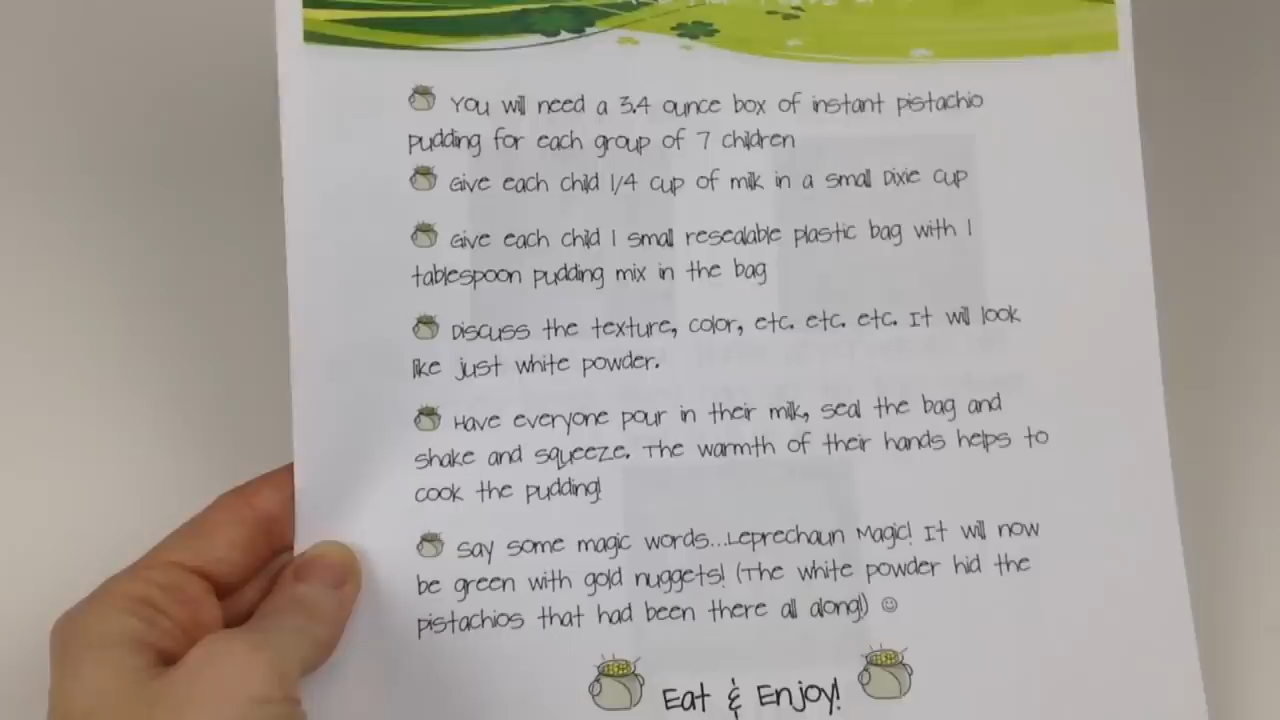 You will need a 3.4 ounce box of instant pistachio
pudding for each group of 7 children
Give each child 1/4 cup of milk in a small Dixie cup
Give each child 1 small resealable plastic bag with 1
tablespoon pudding mix in the bag
Discuss the texture, color, etc. etc. etc. It will look
like just white powder.
Have everyone pour in their milk, seal the bag and
shake and squeeze. The warmth of their hands helps to
cook the pudding!
Say some magic words...Leprechaun Magic! It will now
be green with gold nuggets! (The white powder hid the
pistachios that had been there all along!) ☺
Eat & Enjoy!